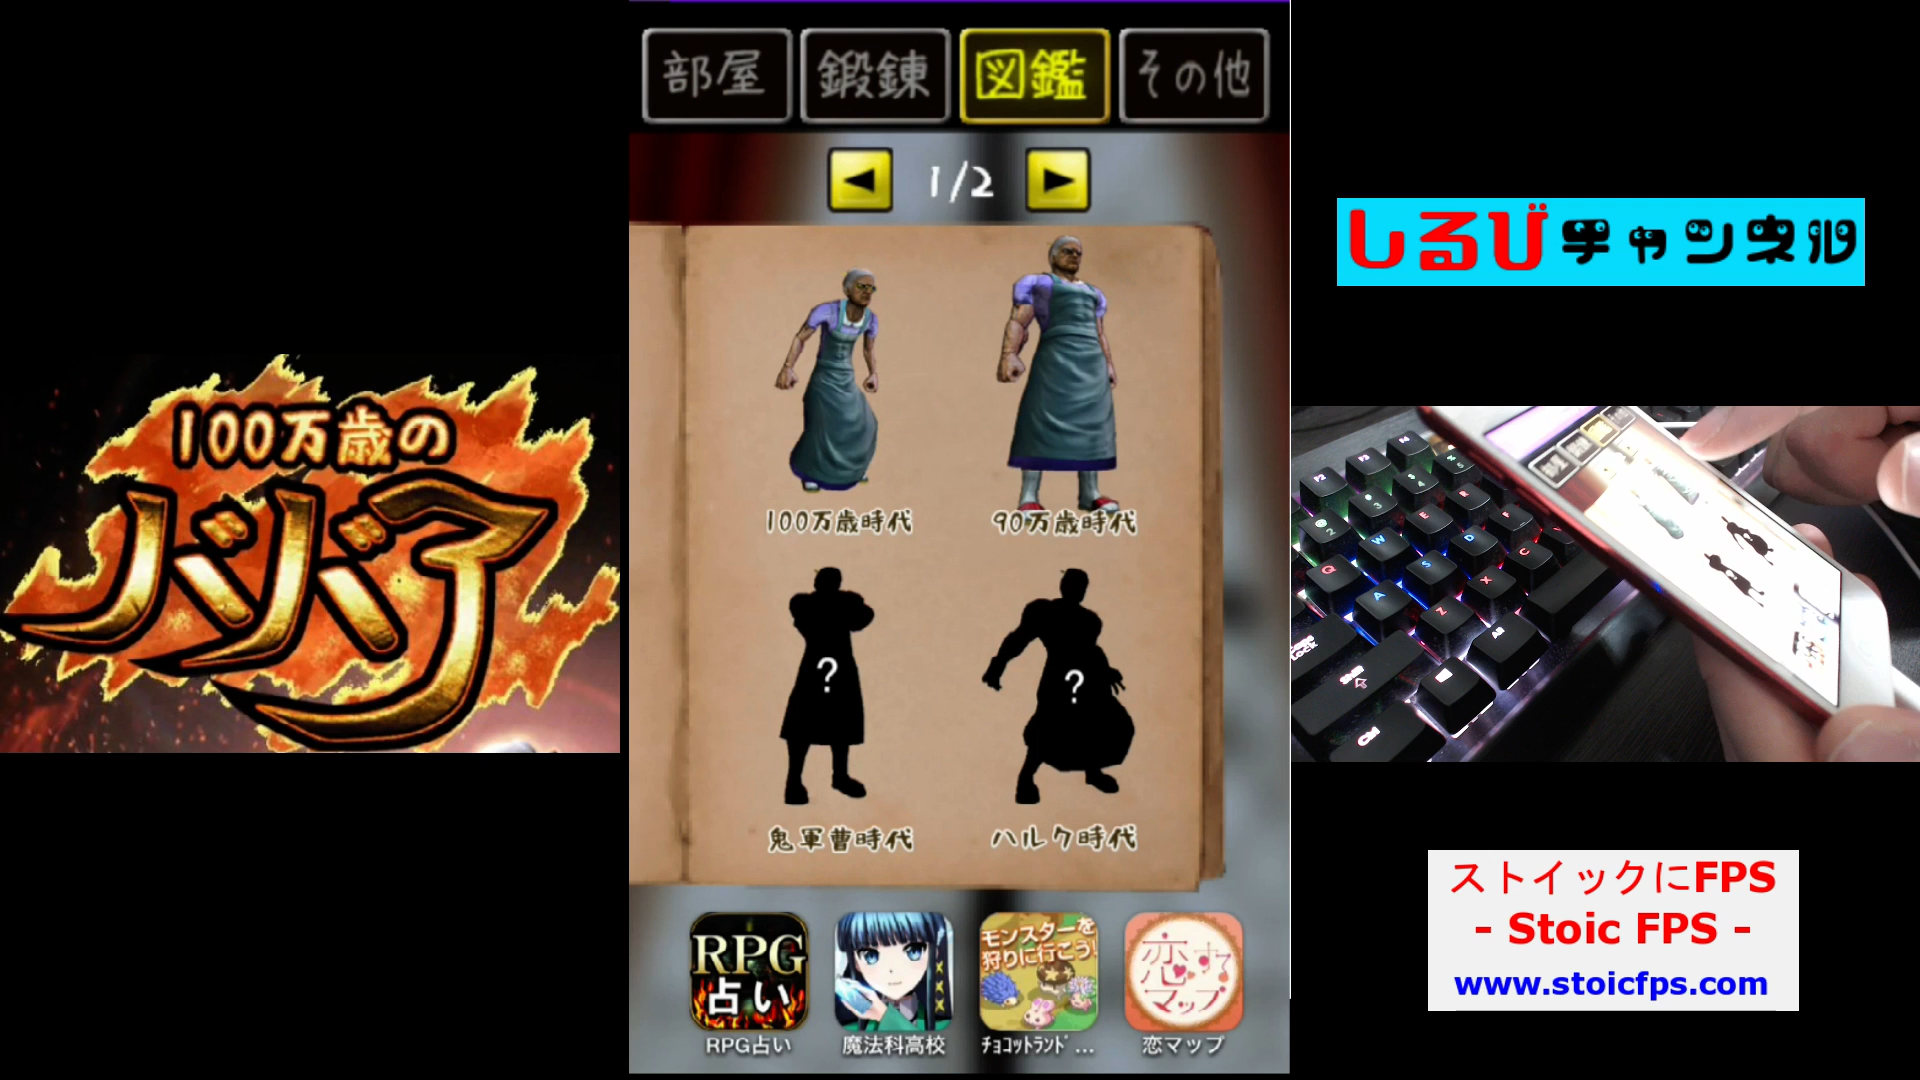 100万歳の
ババア
部屋
鍛錬
図鑑
その他
1/2
100万歳時代
90万歳時代
?
?
鬼軍曹時代
ハルク時代
RPG
占い
モンスターを
狩りに行こう!
恋
マップ
RPG占い
魔法科高校
ﾁｮｺｯﾄﾗﾝﾄﾞ...
恋マップ
しるびチャンネル
ストイックにFPS
- Stoic FPS -
www.stoicfps.com